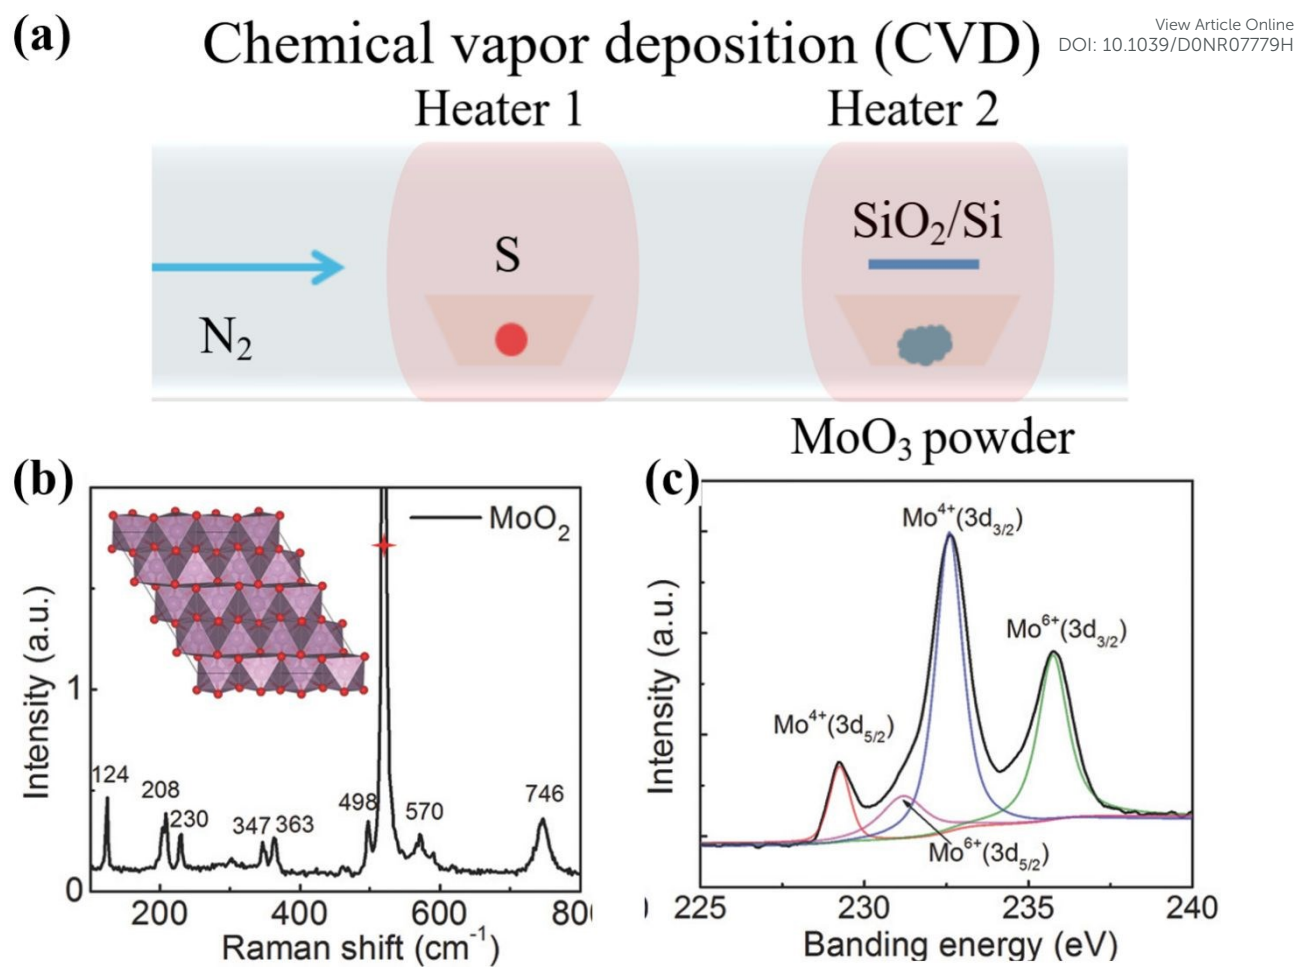 View Article Online
DOI: 10.1039/D0NR07779H
(a)
Chemical vapor deposition (CVD)
Heater 1
Heater 2
S
SiO₂/Si
N₂
MoO₃ powder
(b)
MoO₂
Intensity (a.u.)
1
0
124
208
230
347
363
498
570
746
200
400
600
80
Raman shift (cm⁻¹)
(c)
Mo⁴⁺(3d₃/₂)
Mo⁶⁺(3d₃/₂)
Mo⁴⁺(3d₅/₂)
Mo⁶⁺(3d₅/₂)
Intensity (a.u.)
225
230
235
240
Banding energy (eV)